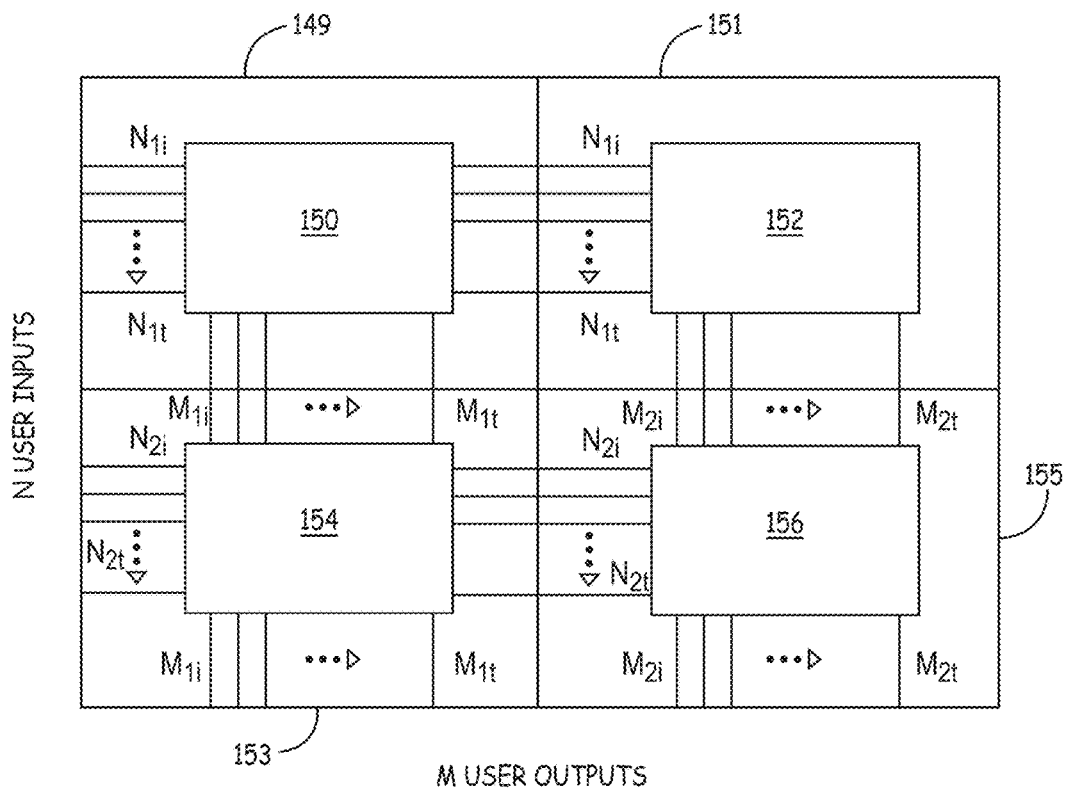 149
151
N₁ᵢ
N₁ᵢ
150
152
N₁ₜ
N₁ₜ
M₁ᵢ
M₁ₜ
M₂ᵢ
M₂ₜ
N₂ᵢ
N₂ᵢ
154
156
155
N₂ₜ
N₂ₜ
M₁ᵢ
M₁ₜ
M₂ᵢ
M₂ₜ
153
N USER INPUTS
M USER OUTPUTS